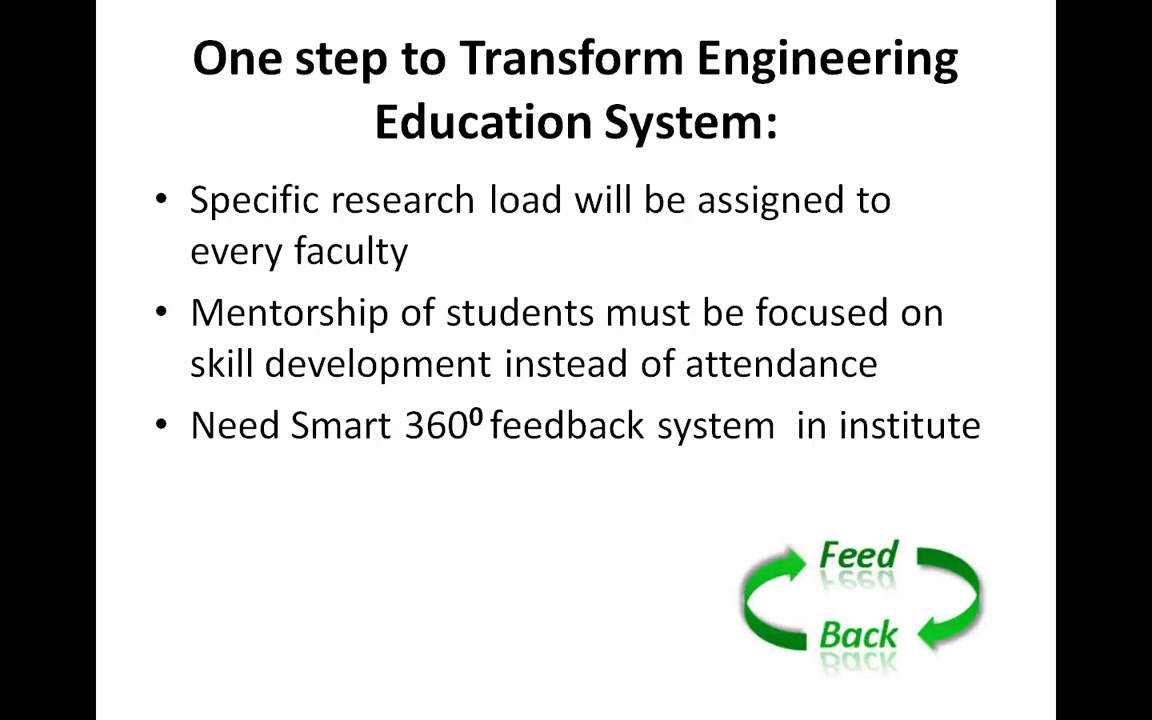 One step to Transform Engineering
Education System:
• Specific research load will be assigned to
every faculty
• Mentorship of students must be focused on
skill development instead of attendance
• Need Smart 360⁰ feedback system in institute
Feed
Back